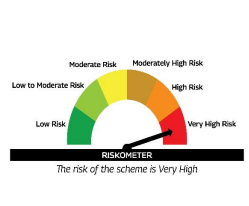 Moderate Risk
Moderately High Risk
Low to Moderate Risk
High Risk
Low Risk
Very High Risk
RISKOMETER
The risk of the scheme is Very High